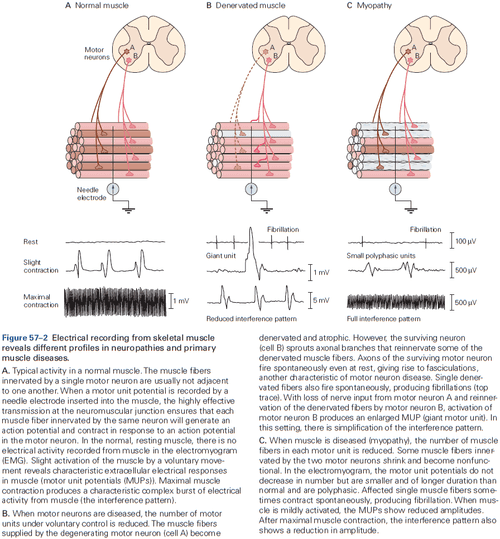 A Normal muscle
B Denervated muscle
C Myopathy
Motor
neurons
A
B
A
B
A
B
Needle
electrode
Rest
Fibrillation
Fibrillation
100 µV
Slight
contraction
Giant unit
1 mV
Small polyphasic units
500 µV
Maximal
contraction
1 mV
5 mV
500 µV
Reduced interference pattern
Full interference pattern
Figure 57–2 Electrical recording from skeletal muscle
reveals different profiles in neuropathies and primary
muscle diseases.
A. Typical activity in a normal muscle. The muscle fibers
innervated by a single motor neuron are usually not adjacent
to one another. When a motor unit potential is recorded by a
needle electrode inserted into the muscle, the highly effective
transmission at the neuromuscular junction ensures that each
muscle fiber innervated by the same neuron will generate an
action potential and contract in response to an action potential
in the motor neuron. In the normal, resting muscle, there is no
electrical activity recorded from muscle in the electromyogram
(EMG). Slight activation of the muscle by a voluntary move-
ment reveals characteristic extracellular electrical responses
in muscle (motor unit potentials (MUPs)). Maximal muscle
contraction produces a characteristic complex burst of electrical
activity from muscle (the interference pattern).
B. When motor neurons are diseased, the number of motor
units under voluntary control is reduced. The muscle fibers
supplied by the degenerating motor neuron (cell A) become
denervated and atrophic. However, the surviving neuron
(cell B) sprouts axonal branches that reinnervate some of the
denervated muscle fibers. Axons of the surviving motor neuron
fire spontaneously even at rest, giving rise to fasciculations,
another characteristic of motor neuron disease. Single dener-
vated fibers also fire spontaneously, producing fibrillations (top
trace). With loss of nerve input from motor neuron A and reinner-
vation of the denervated fibers by motor neuron B, activation of
motor neuron B produces an enlarged MUP (giant motor unit). In
this setting, there is simplification of the interference pattern.
C. When muscle is diseased (myopathy), the number of muscle
fibers in each motor unit is reduced. Some muscle fibers inner-
vated by the two motor neurons shrink and become nonfunc-
tional. In the electromyogram, the motor unit potentials do not
decrease in number but are smaller and of longer duration than
normal and are polyphasic. Affected single muscle fibers some-
times contract spontaneously, producing fibrillation. When mus-
cle is mildly activated, the MUPs show reduced amplitudes.
After maximal muscle contraction, the interference pattern also
shows a reduction in amplitude.